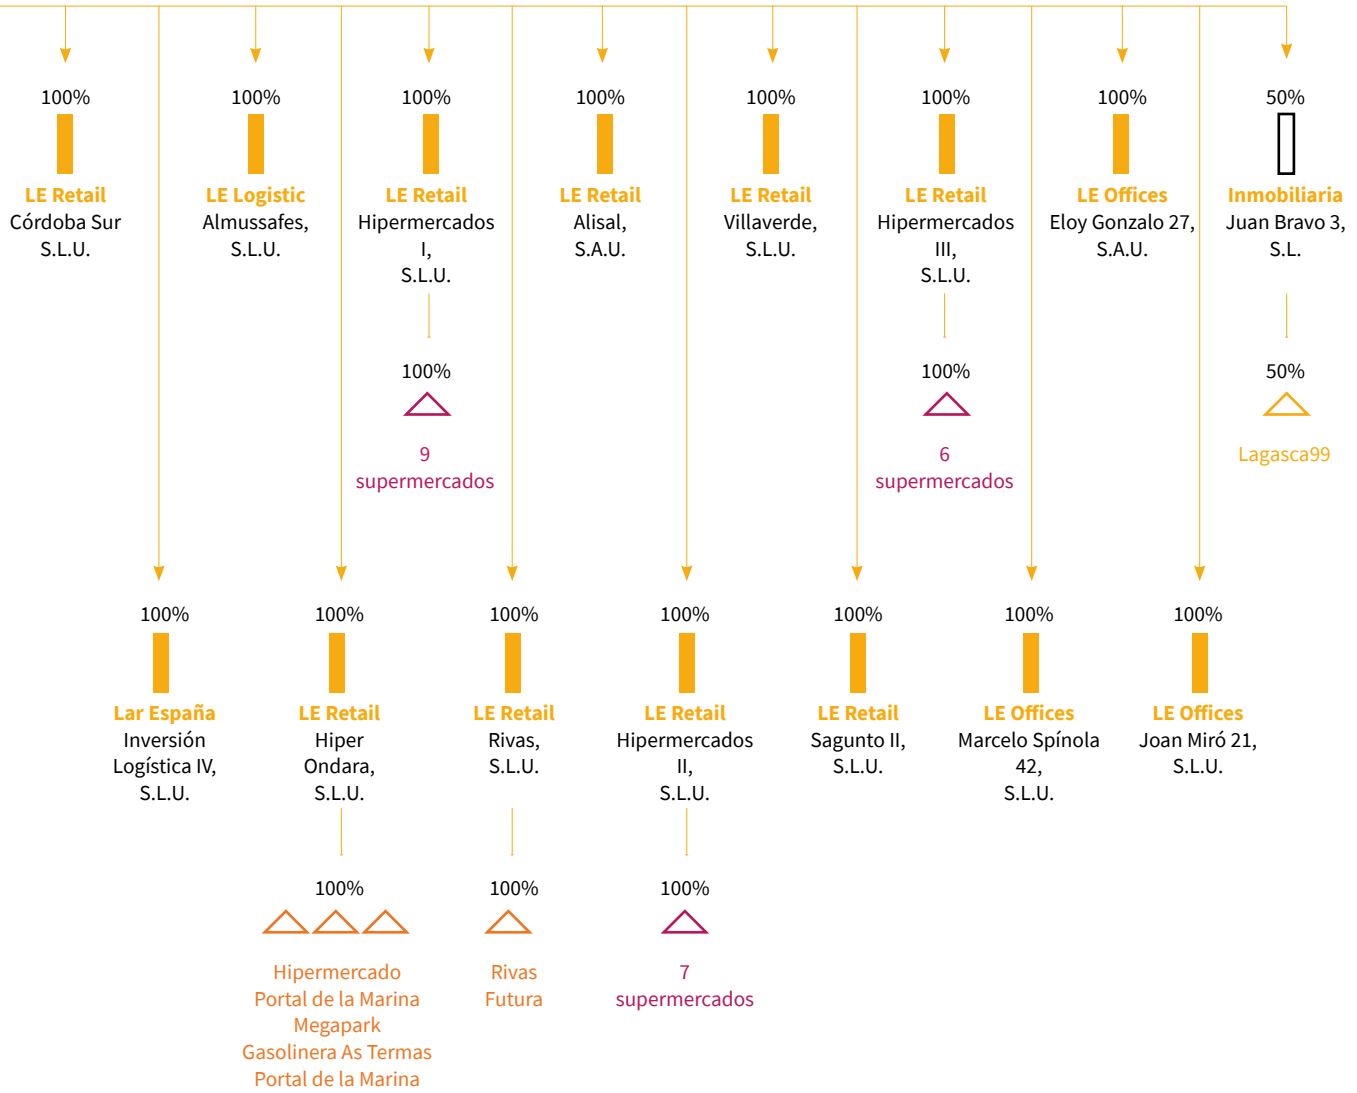 100%
LE Retail
Córdoba Sur
S.L.U.
100%
LE Logistic
Almussafes,
S.L.U.
100%
LE Retail
Hipermercados
I,
S.L.U.
100%
9
supermercados
100%
LE Retail
Alisal,
S.A.U.
100%
LE Retail
Villaverde,
S.L.U.
100%
LE Retail
Hipermercados
III,
S.L.U.
100%
6
supermercados
100%
LE Offices
Eloy Gonzalo 27,
S.A.U.
50%
Inmobiliaria
Juan Bravo 3,
S.L.
50%
Lagasca99
100%
Lar España
Inversión
Logística IV,
S.L.U.
100%
LE Retail
Hiper
Ondara,
S.L.U.
100%
Hipermercado
Portal de la Marina
Megapark
Gasolinera As Termas
Portal de la Marina
100%
LE Retail
Rivas,
S.L.U.
100%
Rivas
Futura
100%
LE Retail
Hipermercados
II,
S.L.U.
100%
7
supermercados
100%
LE Retail
Sagunto II,
S.L.U.
100%
LE Offices
Marcelo Spínola
42,
S.L.U.
100%
LE Offices
Joan Miró 21,
S.L.U.